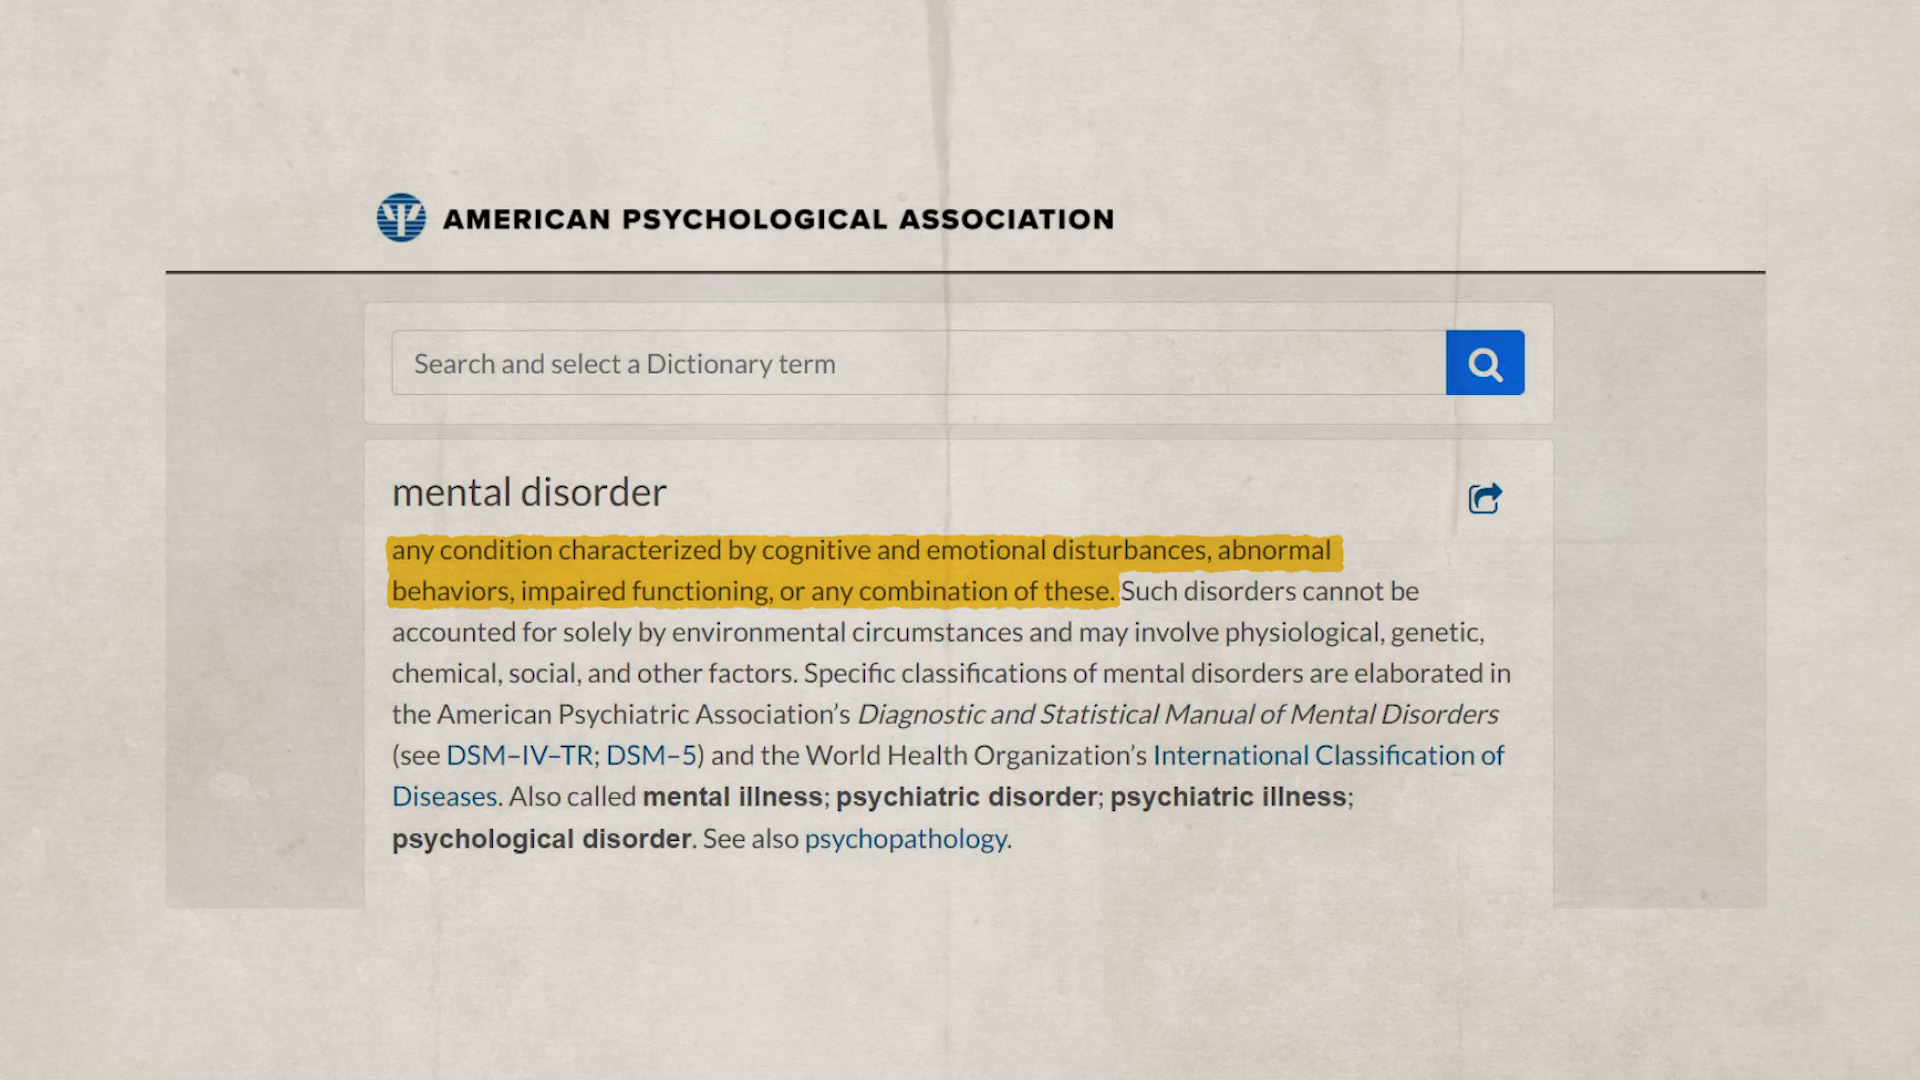 AMERICAN PSYCHOLOGICAL ASSOCIATION
Search and select a Dictionary term
mental disorder
any condition characterized by cognitive and emotional disturbances, abnormal
behaviors, impaired functioning, or any combination of these. Such disorders cannot be
accounted for solely by environmental circumstances and may involve physiological, genetic,
chemical, social, and other factors. Specific classifications of mental disorders are elaborated in
the American Psychiatric Association’s Diagnostic and Statistical Manual of Mental Disorders
(see DSM–IV–TR; DSM–5) and the World Health Organization’s International Classification of
Diseases. Also called mental illness; psychiatric disorder; psychiatric illness;
psychological disorder. See also psychopathology.